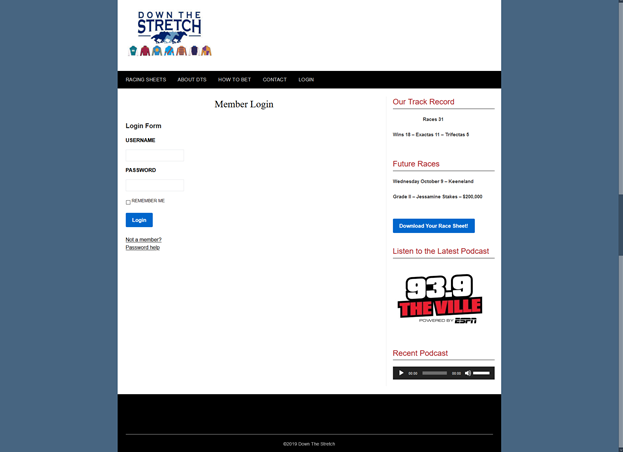 DOWN THE
STRETCH
RACING SHEETS ABOUT DTS HOW TO BET CONTACT LOGIN
Member Login
Login Form
USERNAME
PASSWORD
REMEMBER ME
Login
Not a member?
Password help
Our Track Record
Races 31
Wins 18 – Exactas 11 – Trifectas 5
Future Races
Wednesday October 9 – Keeneland
Grade II – Jessamine Stakes – $200,000
Download Your Race Sheet!
Listen to the Latest Podcast
93.9
THE VILLE
POWERED BY ESPN
Recent Podcast
00:00 00:00
©2019 Down The Stretch